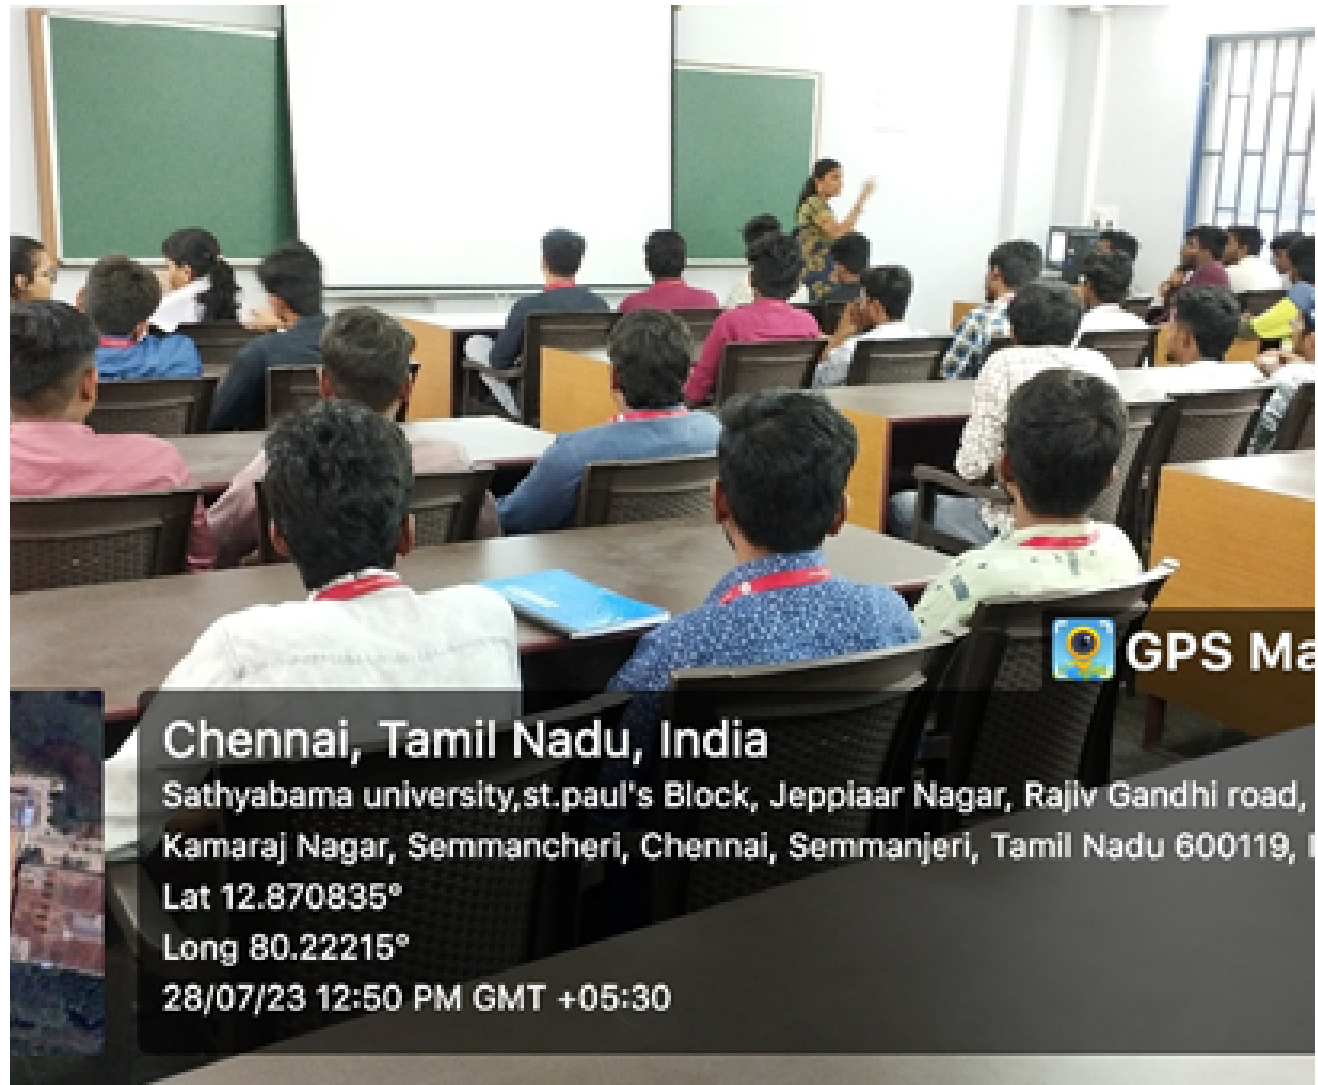 GPS Ma
Chennai, Tamil Nadu, India
Sathyabama university,st.paul's Block, Jeppiaar Nagar, Rajiv Gandhi road,
Kamaraj Nagar, Semmancheri, Chennai, Semmanjeri, Tamil Nadu 600119, I
Lat 12.870835°
Long 80.22215°
28/07/23 12:50 PM GMT +05:30